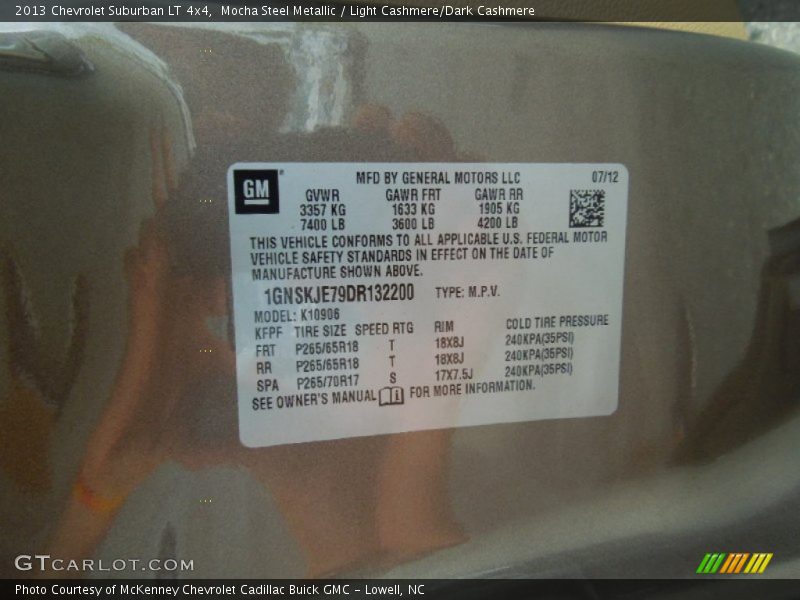 2013 Chevrolet Suburban LT 4x4, Mocha Steel Metallic / Light Cashmere/Dark Cashmere
GM®
MFD BY GENERAL MOTORS LLC 07/12
GVWR GAWR FRT GAWR RR
3357 KG 1633 KG 1905 KG
7400 LB 3600 LB 4200 LB
THIS VEHICLE CONFORMS TO ALL APPLICABLE U.S. FEDERAL MOTOR
VEHICLE SAFETY STANDARDS IN EFFECT ON THE DATE OF
MANUFACTURE SHOWN ABOVE.
1GNSKJE79DR132200 TYPE: M.P.V.
MODEL: K10906
KFPF TIRE SIZE SPEED RTG RIM COLD TIRE PRESSURE
FRT P265/65R18 T 18X8J 240KPA(35PSI)
RR P265/65R18 T 18X8J 240KPA(35PSI)
SPA P265/70R17 S 17X7.5J 240KPA(35PSI)
SEE OWNER'S MANUAL FOR MORE INFORMATION.
GTCARLOT.COM
Photo Courtesy of McKenney Chevrolet Cadillac Buick GMC - Lowell, NC